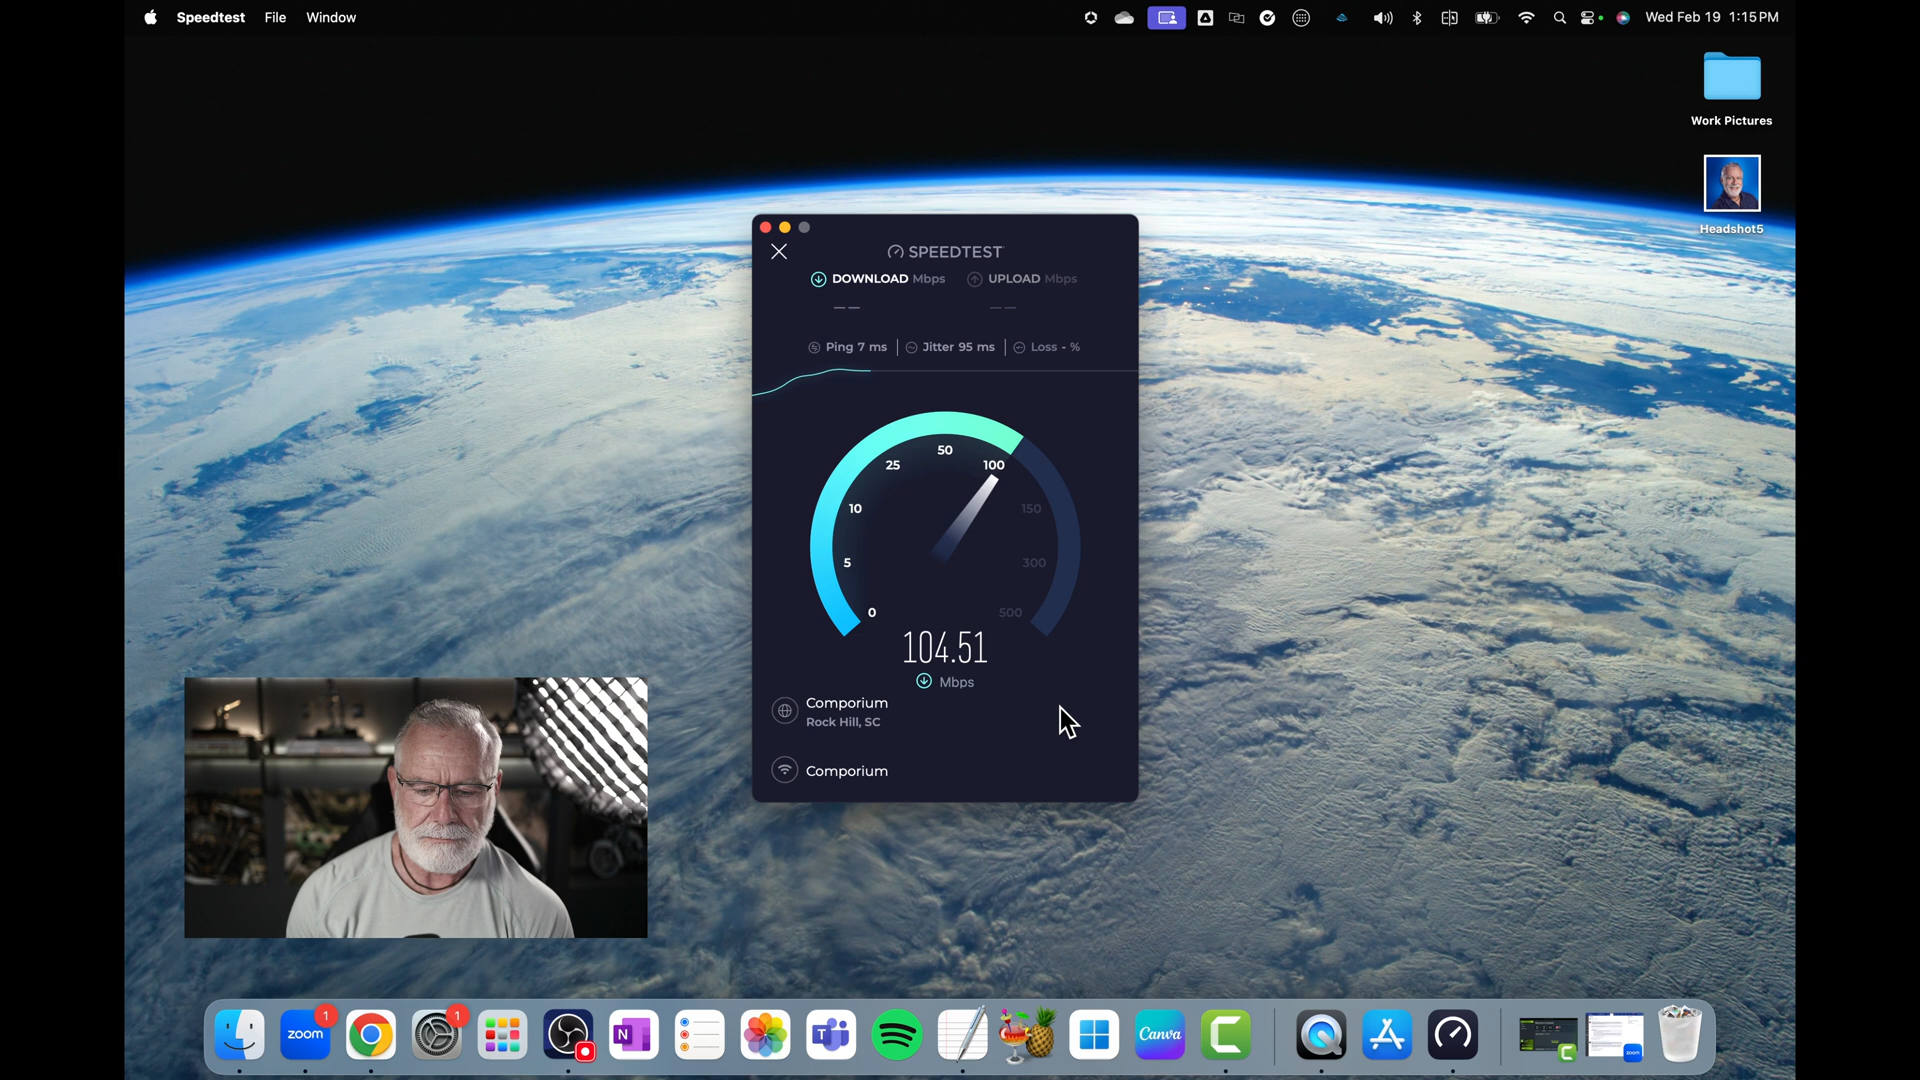 Speedtest File Window Wed Feb 19 1:15 PM
Work Pictures
Headshot5
SPEEDTEST
DOWNLOAD Mbps UPLOAD Mbps
— — — —
Ping 7 ms Jitter 95 ms Loss - %
50
25 100
10 150
5 300
0 500
104.51
Mbps
Comporium
Rock Hill, SC
Comporium
1 1
zoom N T Canva C